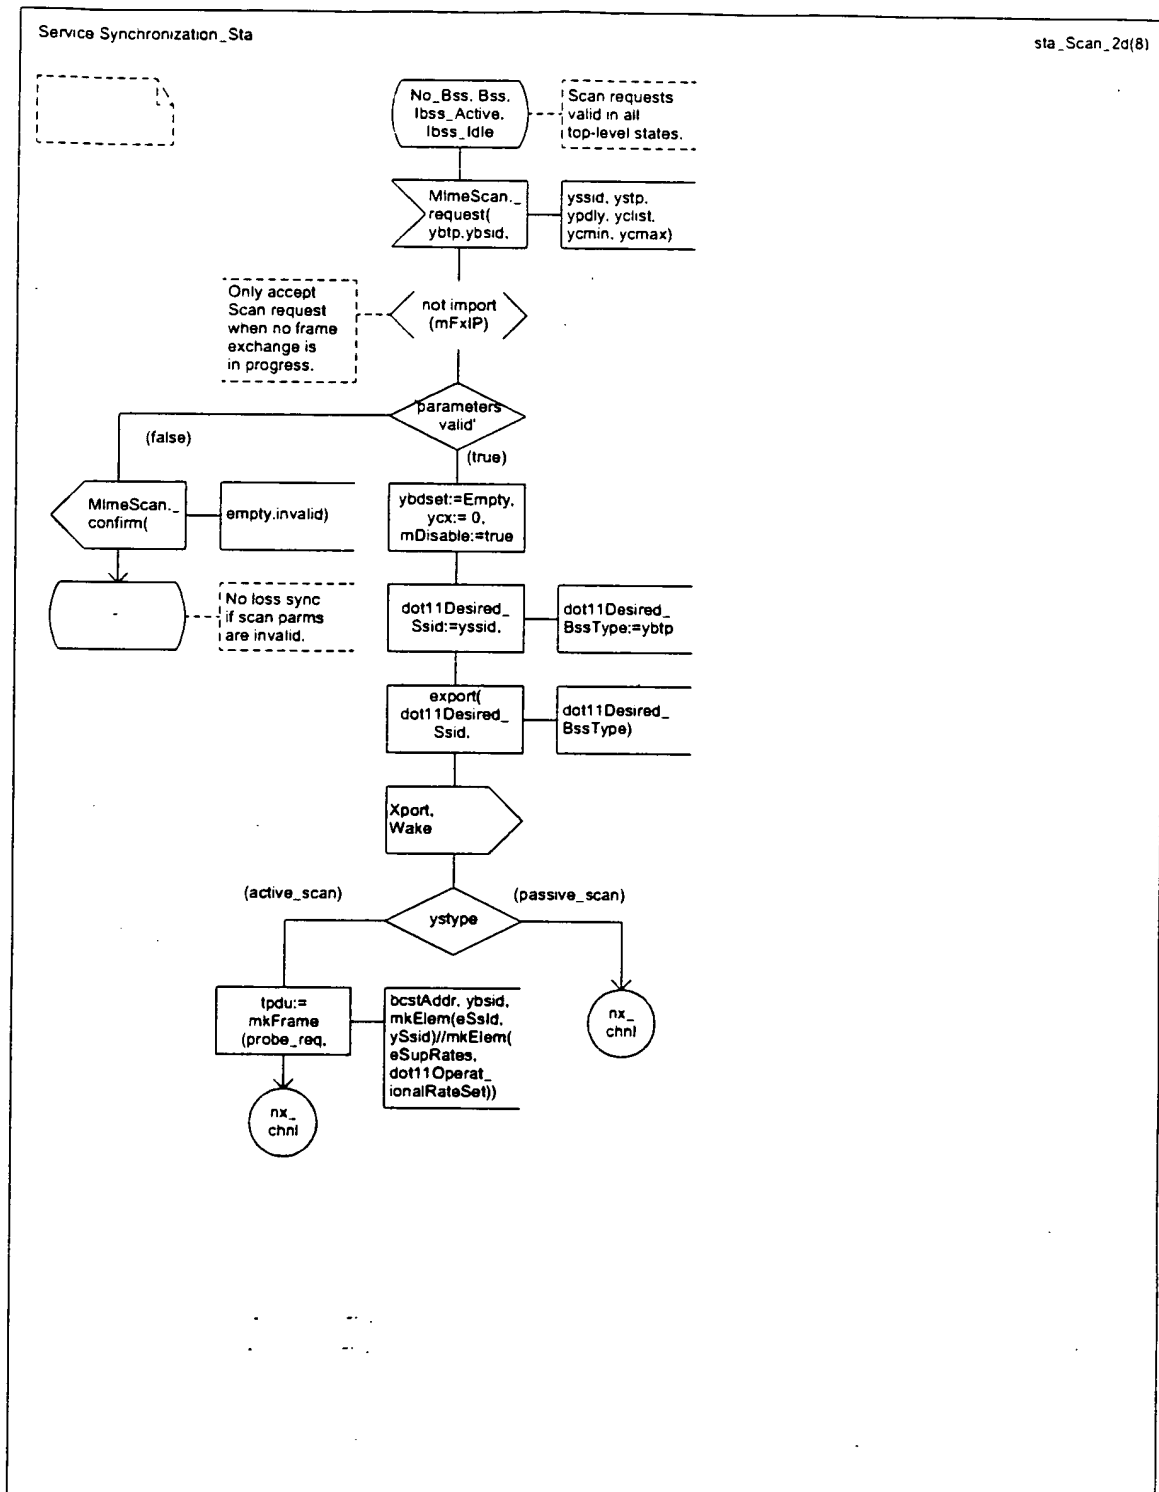 Service Synchronization_Sta
sta_Scan_2d(8)
No_Bss, Bss,
Ibss_Active,
Ibss_Idle
Scan requests
valid in all
top-level states.
MlmeScan._
request(
ybtp,ybsid,
yssid, ystp,
ypdly, yclist,
ycmin, ycmax)
Only accept
Scan request
when no frame
exchange is
in progress.
not import
(mFxIP)
'parameters
valid'
(false)
(true)
MlmeScan._
confirm(
empty,invalid)
ybdset:=Empty,
ycx:= 0,
mDisable:=true
-
No loss sync
if scan parms
are invalid.
dot11Desired_
Ssid:=yssid,
dot11Desired_
BssType:=ybtp
export(
dot11Desired_
Ssid,
dot11Desired_
BssType)
Xport,
Wake
(active_scan)
(passive_scan)
ystype
tpdu:=
mkFrame
(probe_req,
bcstAddr, ybsid,
mkElem(eSsId,
ySsid)//mkElem(
eSupRates,
dot11Operat_
ionalRateSet))
nx_
chnl
nx_
chnl